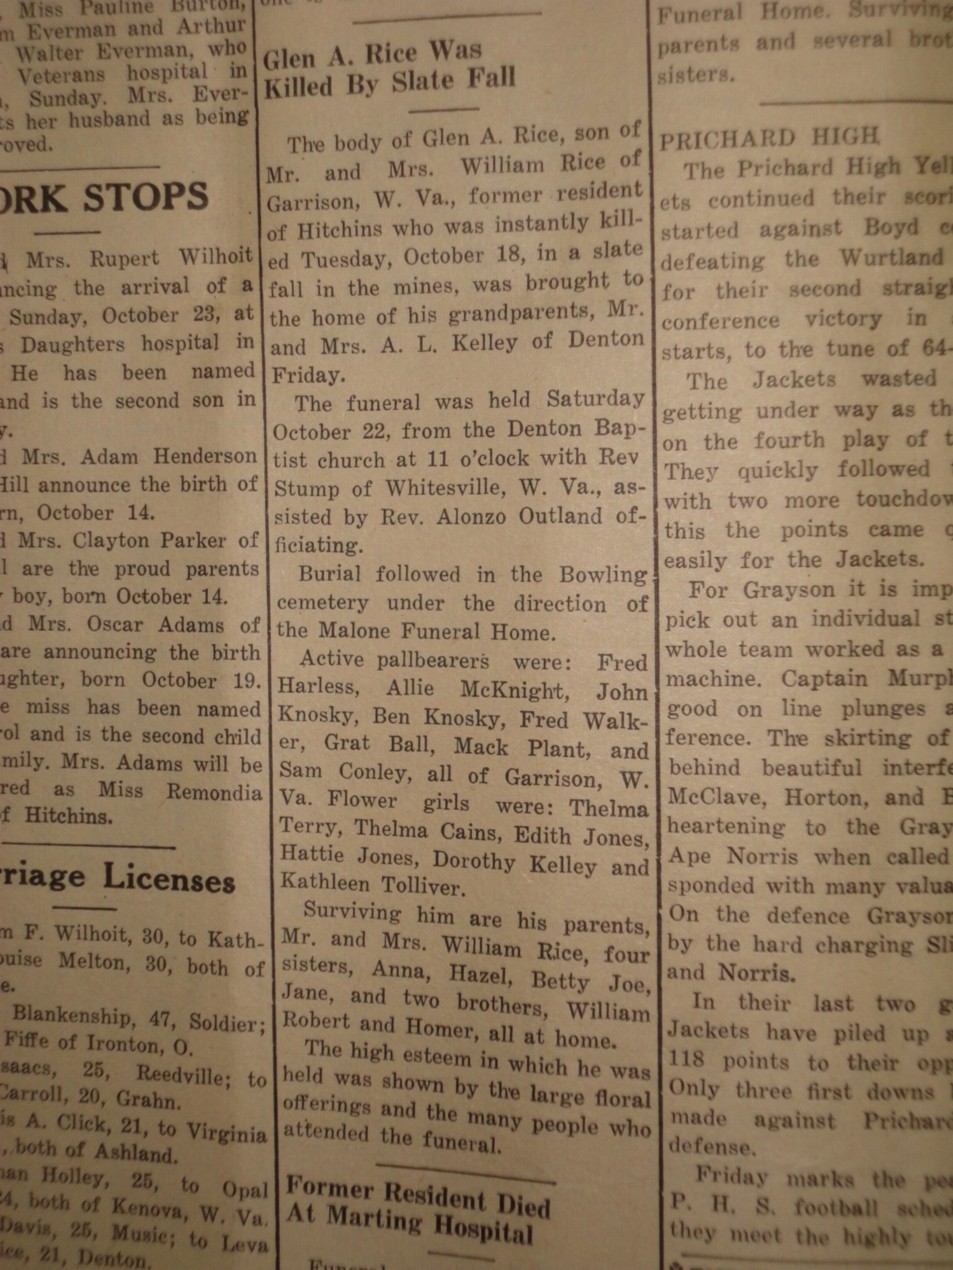 Miss Pauline Burton,
Everman and Arthur
Walter Everman, who
Veterans hospital in
Sunday. Mrs. Ever-
her husband as being
STOPS
Mrs. Rupert Wilhoit
the arrival of a
Sunday, October 23, at
Daughters hospital in
He has been named
and is the second son in
Mrs. Adam Henderson
Hill announce the birth of
October 14.
Mrs. Clayton Parker of
are the proud parents
boy, born October 14.
Mrs. Oscar Adams of
are announcing the birth
born October 19.
miss has been named
and is the second child
Mrs. Adams will be
as Miss Remondia
of Hitchins.
Licenses
F. Wilhoit, 30, to Kath-
Melton, 30, both of
Blankenship, 47, Soldier;
Fiffe of Ironton, O.
25, Reedville; to
Carroll, 20, Grahn.
A. Click, 21, to Virginia
, both of Ashland.
Holley, 25, to Opal
24, both of Kenova, W. Va.
Davis, 25, Music; to Leva
21, Denton.
Glen A. Rice Was
Killed By Slate Fall
The body of Glen A. Rice, son of
Mr. and Mrs. William Rice of
Garrison, W. Va., former resident
of Hitchins who was instantly kill-
ed Tuesday, October 18, in a slate
fall in the mines, was brought to
the home of his grandparents, Mr.
and Mrs. A. L. Kelley of Denton
Friday.
The funeral was held Saturday
October 22, from the Denton Bap-
tist church at 11 o'clock with Rev
Stump of Whitesville, W. Va., as-
sisted by Rev. Alonzo Outland of-
ficiating.
Burial followed in the Bowling
cemetery under the direction of
the Malone Funeral Home.
Active pallbearers were: Fred
Harless, Allie McKnight, John
Knosky, Ben Knosky, Fred Walk-
er, Grat Ball, Mack Plant, and
Sam Conley, all of Garrison, W.
Va. Flower girls were: Thelma
Terry, Thelma Cains, Edith Jones,
Hattie Jones, Dorothy Kelley and
Kathleen Tolliver.
Surviving him are his parents,
Mr. and Mrs. William Rice, four
sisters, Anna, Hazel, Betty Joe,
Jane, and two brothers, William
Robert and Homer, all at home.
The high esteem in which he was
held was shown by the large floral
offerings and the many people who
attended the funeral.
Former Resident Died
At Marting Hospital
Funeral Home. Surviving
parents and several
sisters.
PRICHARD HIGH
The Prichard High
ets continued their
started against Boyd
defeating the Wurtland
for their second
conference victory in
starts, to the tune of 64-
The Jackets wasted
getting under way as
on the fourth play of
They quickly followed
with two more
this the points came
easily for the Jackets.
For Grayson it is
pick out an individual
whole team worked as a
machine. Captain
good on line plunges
ference. The skirting of
behind beautiful
McClave, Horton, and
heartening to the
Ape Norris when called
sponded with many
On the defence
by the hard charging
and Norris.
In their last two
Jackets have piled up
118 points to their
Only three first downs
made against
defense.
Friday marks the
P. H. S. football
they meet the highly